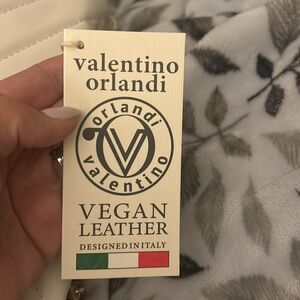 valentino
orlandi
orlandi
valentino
VEGAN
LEATHER
DESIGNED IN ITALY